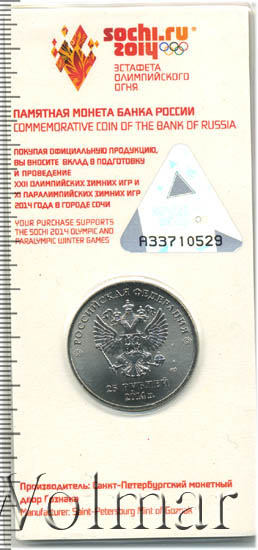 sochi.ru
2014
ЭСТАФЕТА
ОЛИМПИЙСКОГО
ОГНЯ
ПАМЯТНАЯ МОНЕТА БАНКА РОССИИ
COMMEMORATIVE COIN OF THE BANK OF RUSSIA
ПОКУПАЯ ОФИЦИАЛЬНУЮ ПРОДУКЦИЮ,
ВЫ ВНОСИТЕ ВКЛАД В ПОДГОТОВКУ
И ПРОВЕДЕНИЕ
XXII ОЛИМПИЙСКИХ ЗИМНИХ ИГР И
XI ПАРАЛИМПИЙСКИХ ЗИМНИХ ИГР
2014 ГОДА В ГОРОДЕ СОЧИ
YOUR PURCHASE SUPPORTS
THE SOCHI 2014 OLYMPIC AND
PARALYMPIC WINTER GAMES
A33710529
РОССИЙСКАЯ ФЕДЕРАЦИЯ
25 РУБЛЕЙ
2014 г.
Производитель: Санкт-Петербургский монетный
двор Гознака
Manufacturer: Saint-Petersburg Mint of Goznak
Volmar